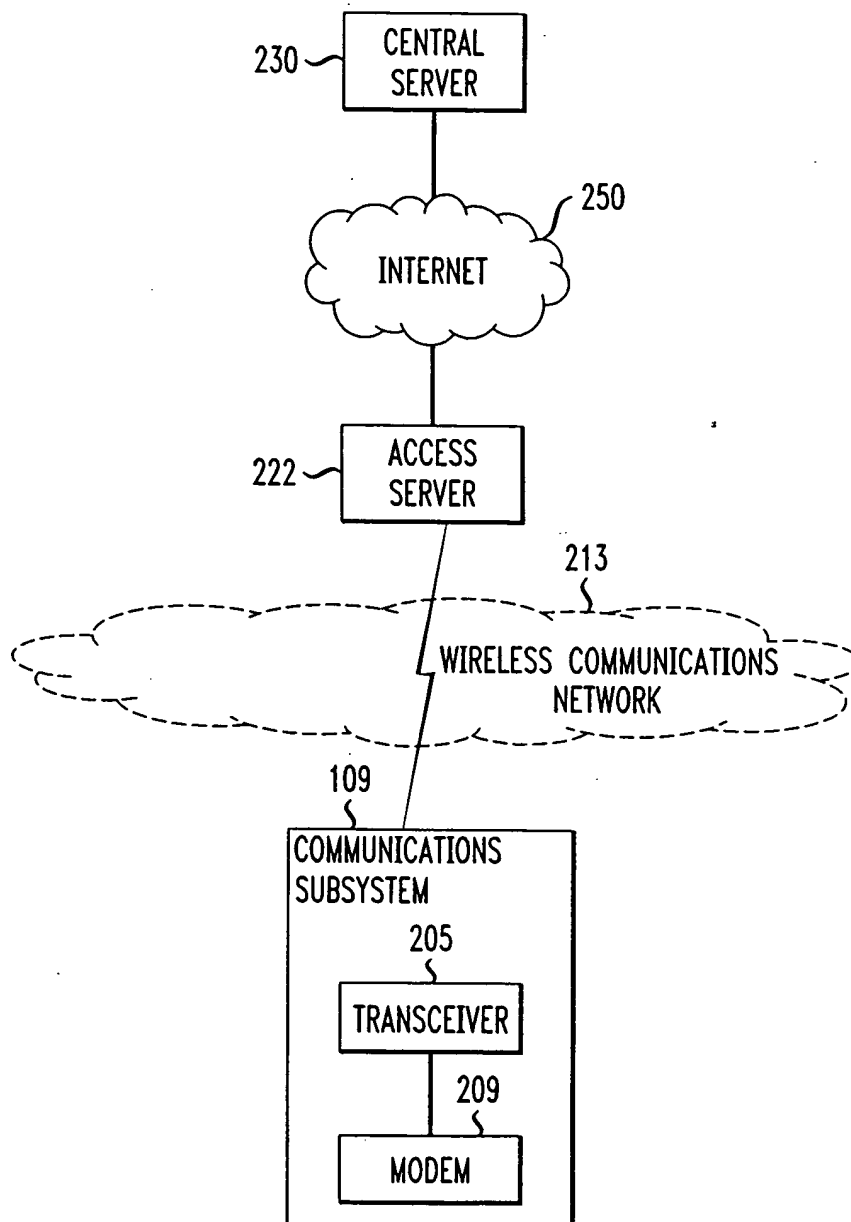 230
CENTRAL
SERVER
250
INTERNET
222
ACCESS
SERVER
213
WIRELESS COMMUNICATIONS
NETWORK
109
COMMUNICATIONS
SUBSYSTEM
205
TRANSCEIVER
209
MODEM